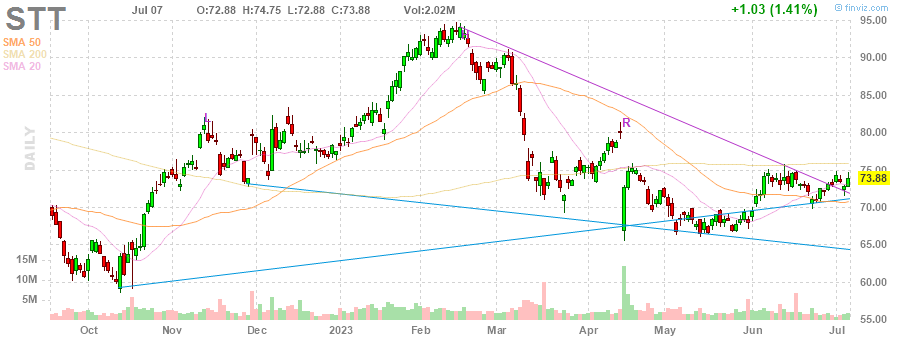 STT
Jul 07 O:72.88 H:74.75 L:72.88 C:73.88 Vol:2.02M +1.03 (1.41%)
© finviz.com
SMA 50
SMA 200
SMA 20
DAILY
95.00
90.00
85.00
80.00
75.00
73.88
70.00
65.00
60.00
55.00
15M
10M
5M
R
Oct Nov Dec 2023 Feb Mar Apr May Jun Jul